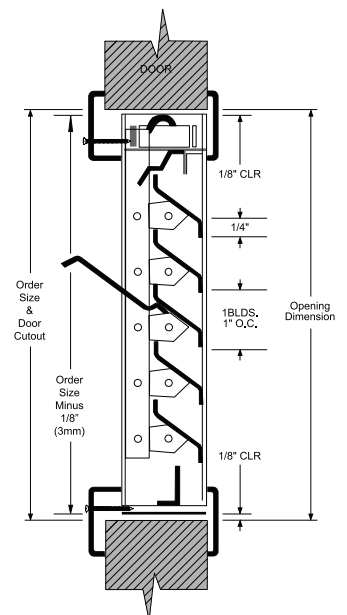 DOOR
1/8" CLR
1/4"
Order
Size
&
Door
Cutout
1BLDS.
1" O.C.
Opening
Dimension
Order
Size
Minus
1/8"
(3mm)
1/8" CLR